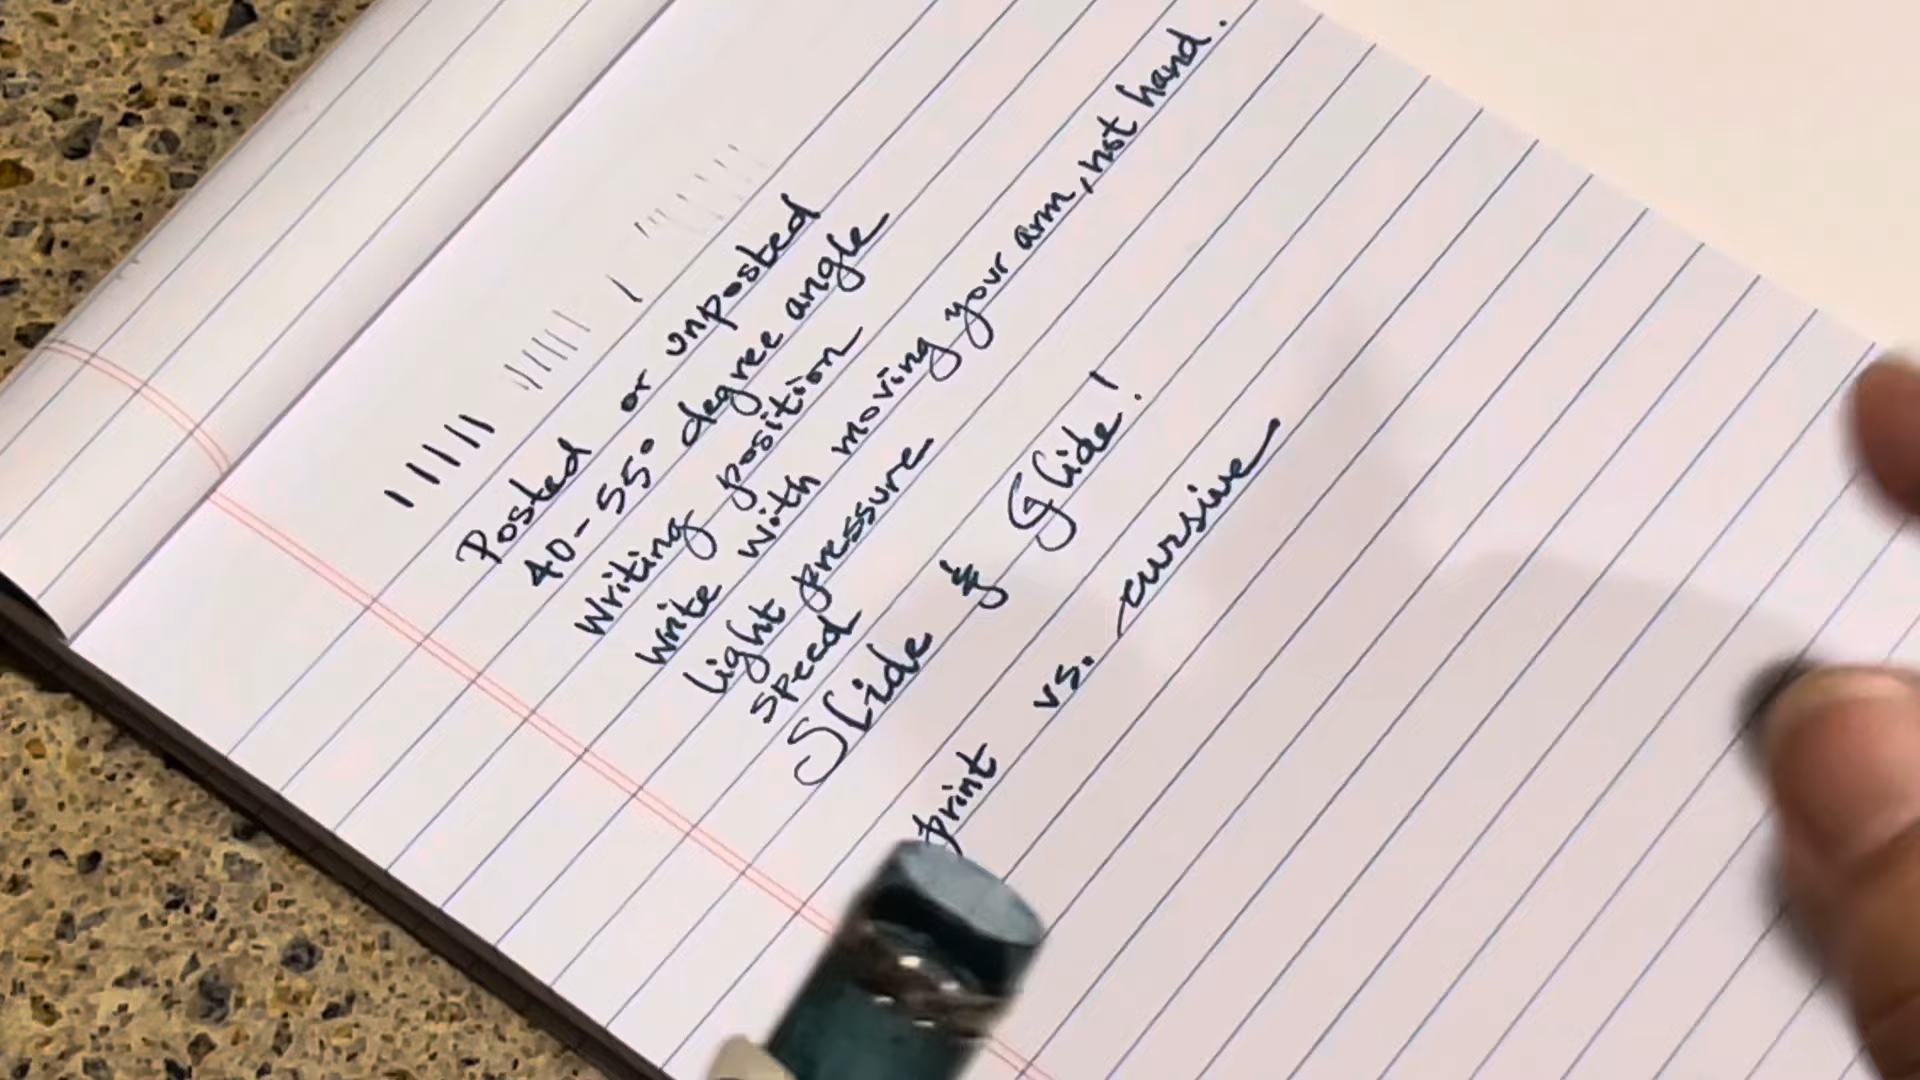 Posted or unposted
40-55° degree angle
Writing position
Write with moving your arm, not hand.
Light pressure
Speed
Slide & Glide!
print vs. cursive